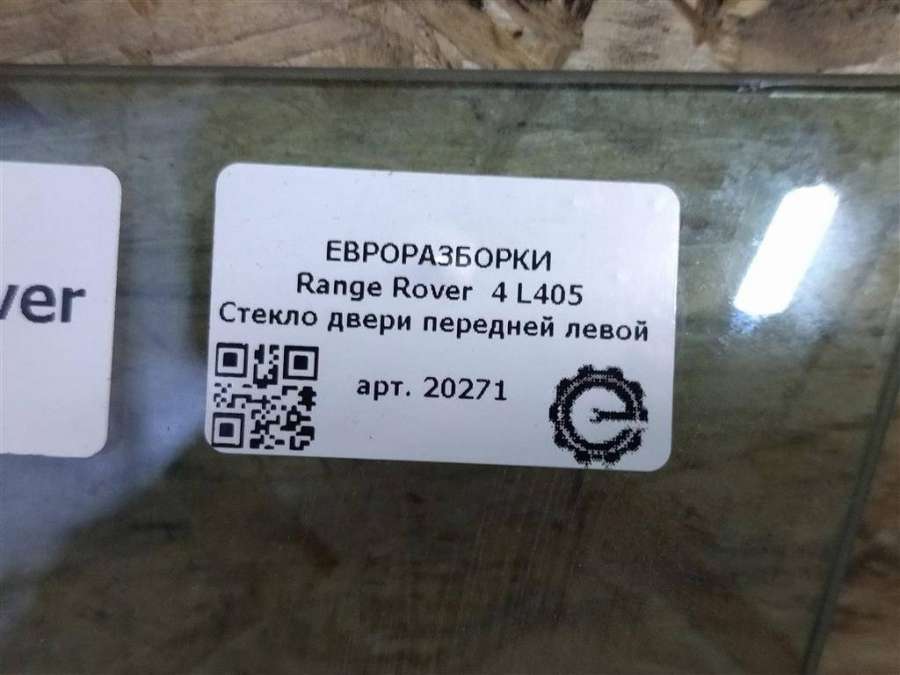 ЕВРОРАЗБОРКИ
Range Rover 4 L405
Стекло двери передней левой
арт. 20271
ver